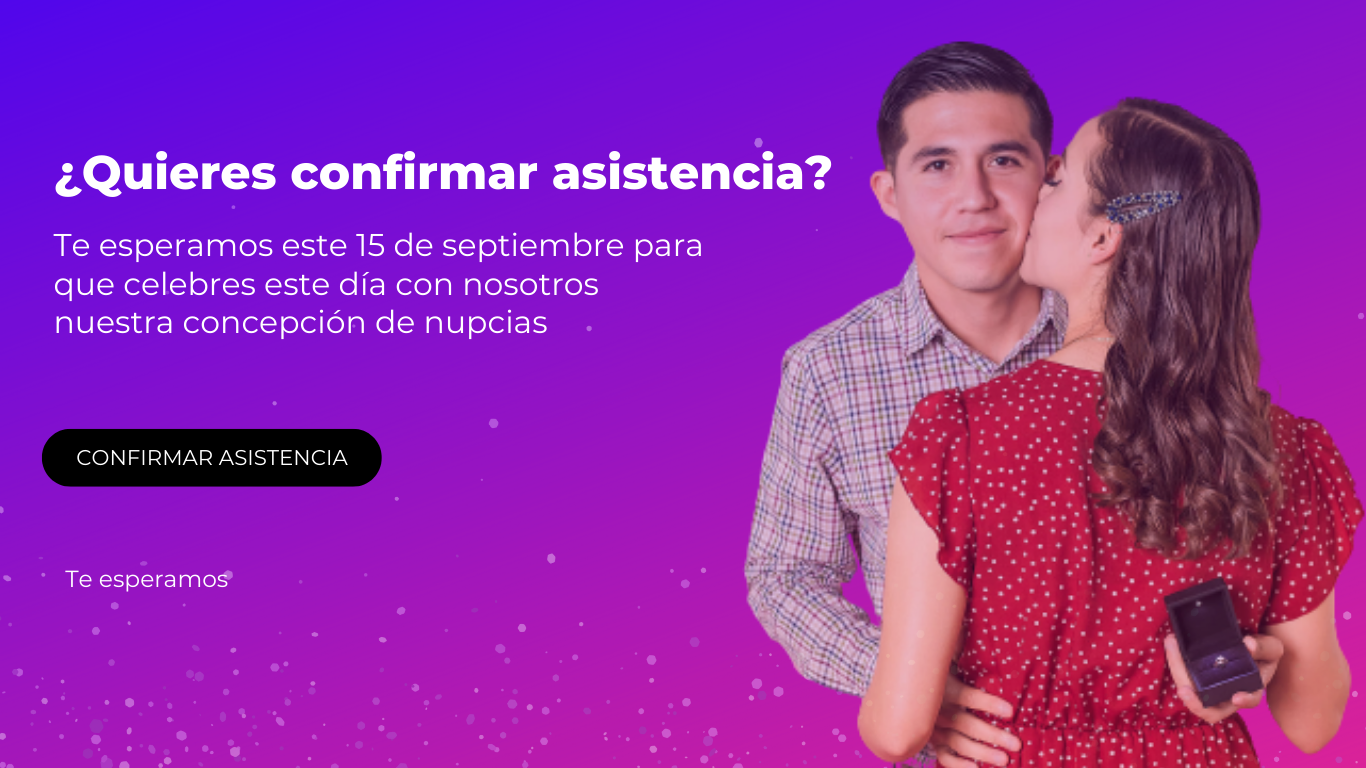 ¿Quieres confirmar asistencia?
Te esperamos este 15 de septiembre para
que celebres este día con nosotros
nuestra concepción de nupcias
CONFIRMAR ASISTENCIA
Te esperamos